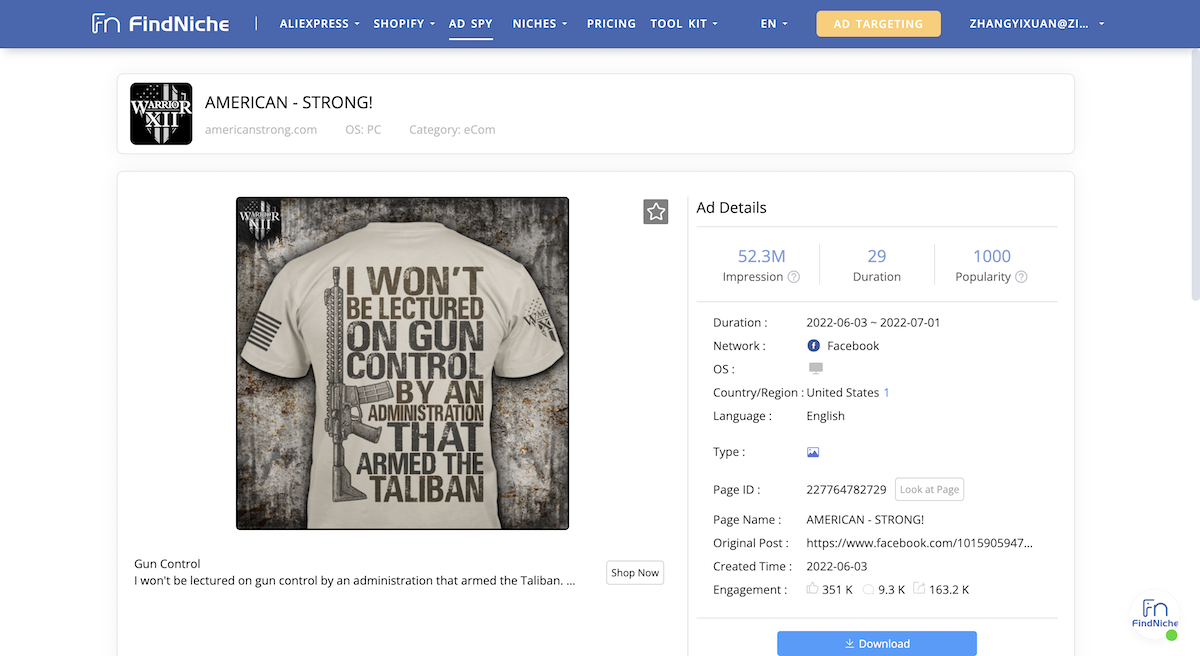 FindNiche
ALIEXPRESS
SHOPIFY
AD SPY
NICHES
PRICING
TOOL KIT
EN
AD TARGETING
ZHANGYIXUAN@ZI...
WARRIOR
XII
AMERICAN - STRONG!
americanstrong.com
OS: PC
Category: eCom
WARRIOR
XII
I WON'T
BE LECTURED
ON GUN
CONTROL
BY AN
ADMINISTRATION
THAT
ARMED THE
TALIBAN
Gun Control
I won't be lectured on gun control by an administration that armed the Taliban. ...
Shop Now
Ad Details
52.3M
Impression
29
Duration
1000
Popularity
Duration : 2022-06-03 ~ 2022-07-01
Network : Facebook
OS :
Country/Region : United States 1
Language : English
Type :
Page ID : 227764782729 Look at Page
Page Name : AMERICAN - STRONG!
Original Post : https://www.facebook.com/1015905947...
Created Time : 2022-06-03
Engagement : 351 K 9.3 K 163.2 K
Download
FindNiche